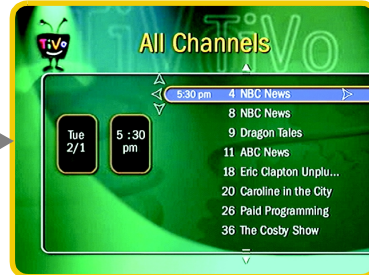 TiVo
All Channels
5:30 pm 4 NBC News
8 NBC News
Tue
2/1
5:30
pm
9 Dragon Tales
11 ABC News
18 Eric Clapton Unplu...
20 Caroline in the City
26 Paid Programming
36 The Cosby Show